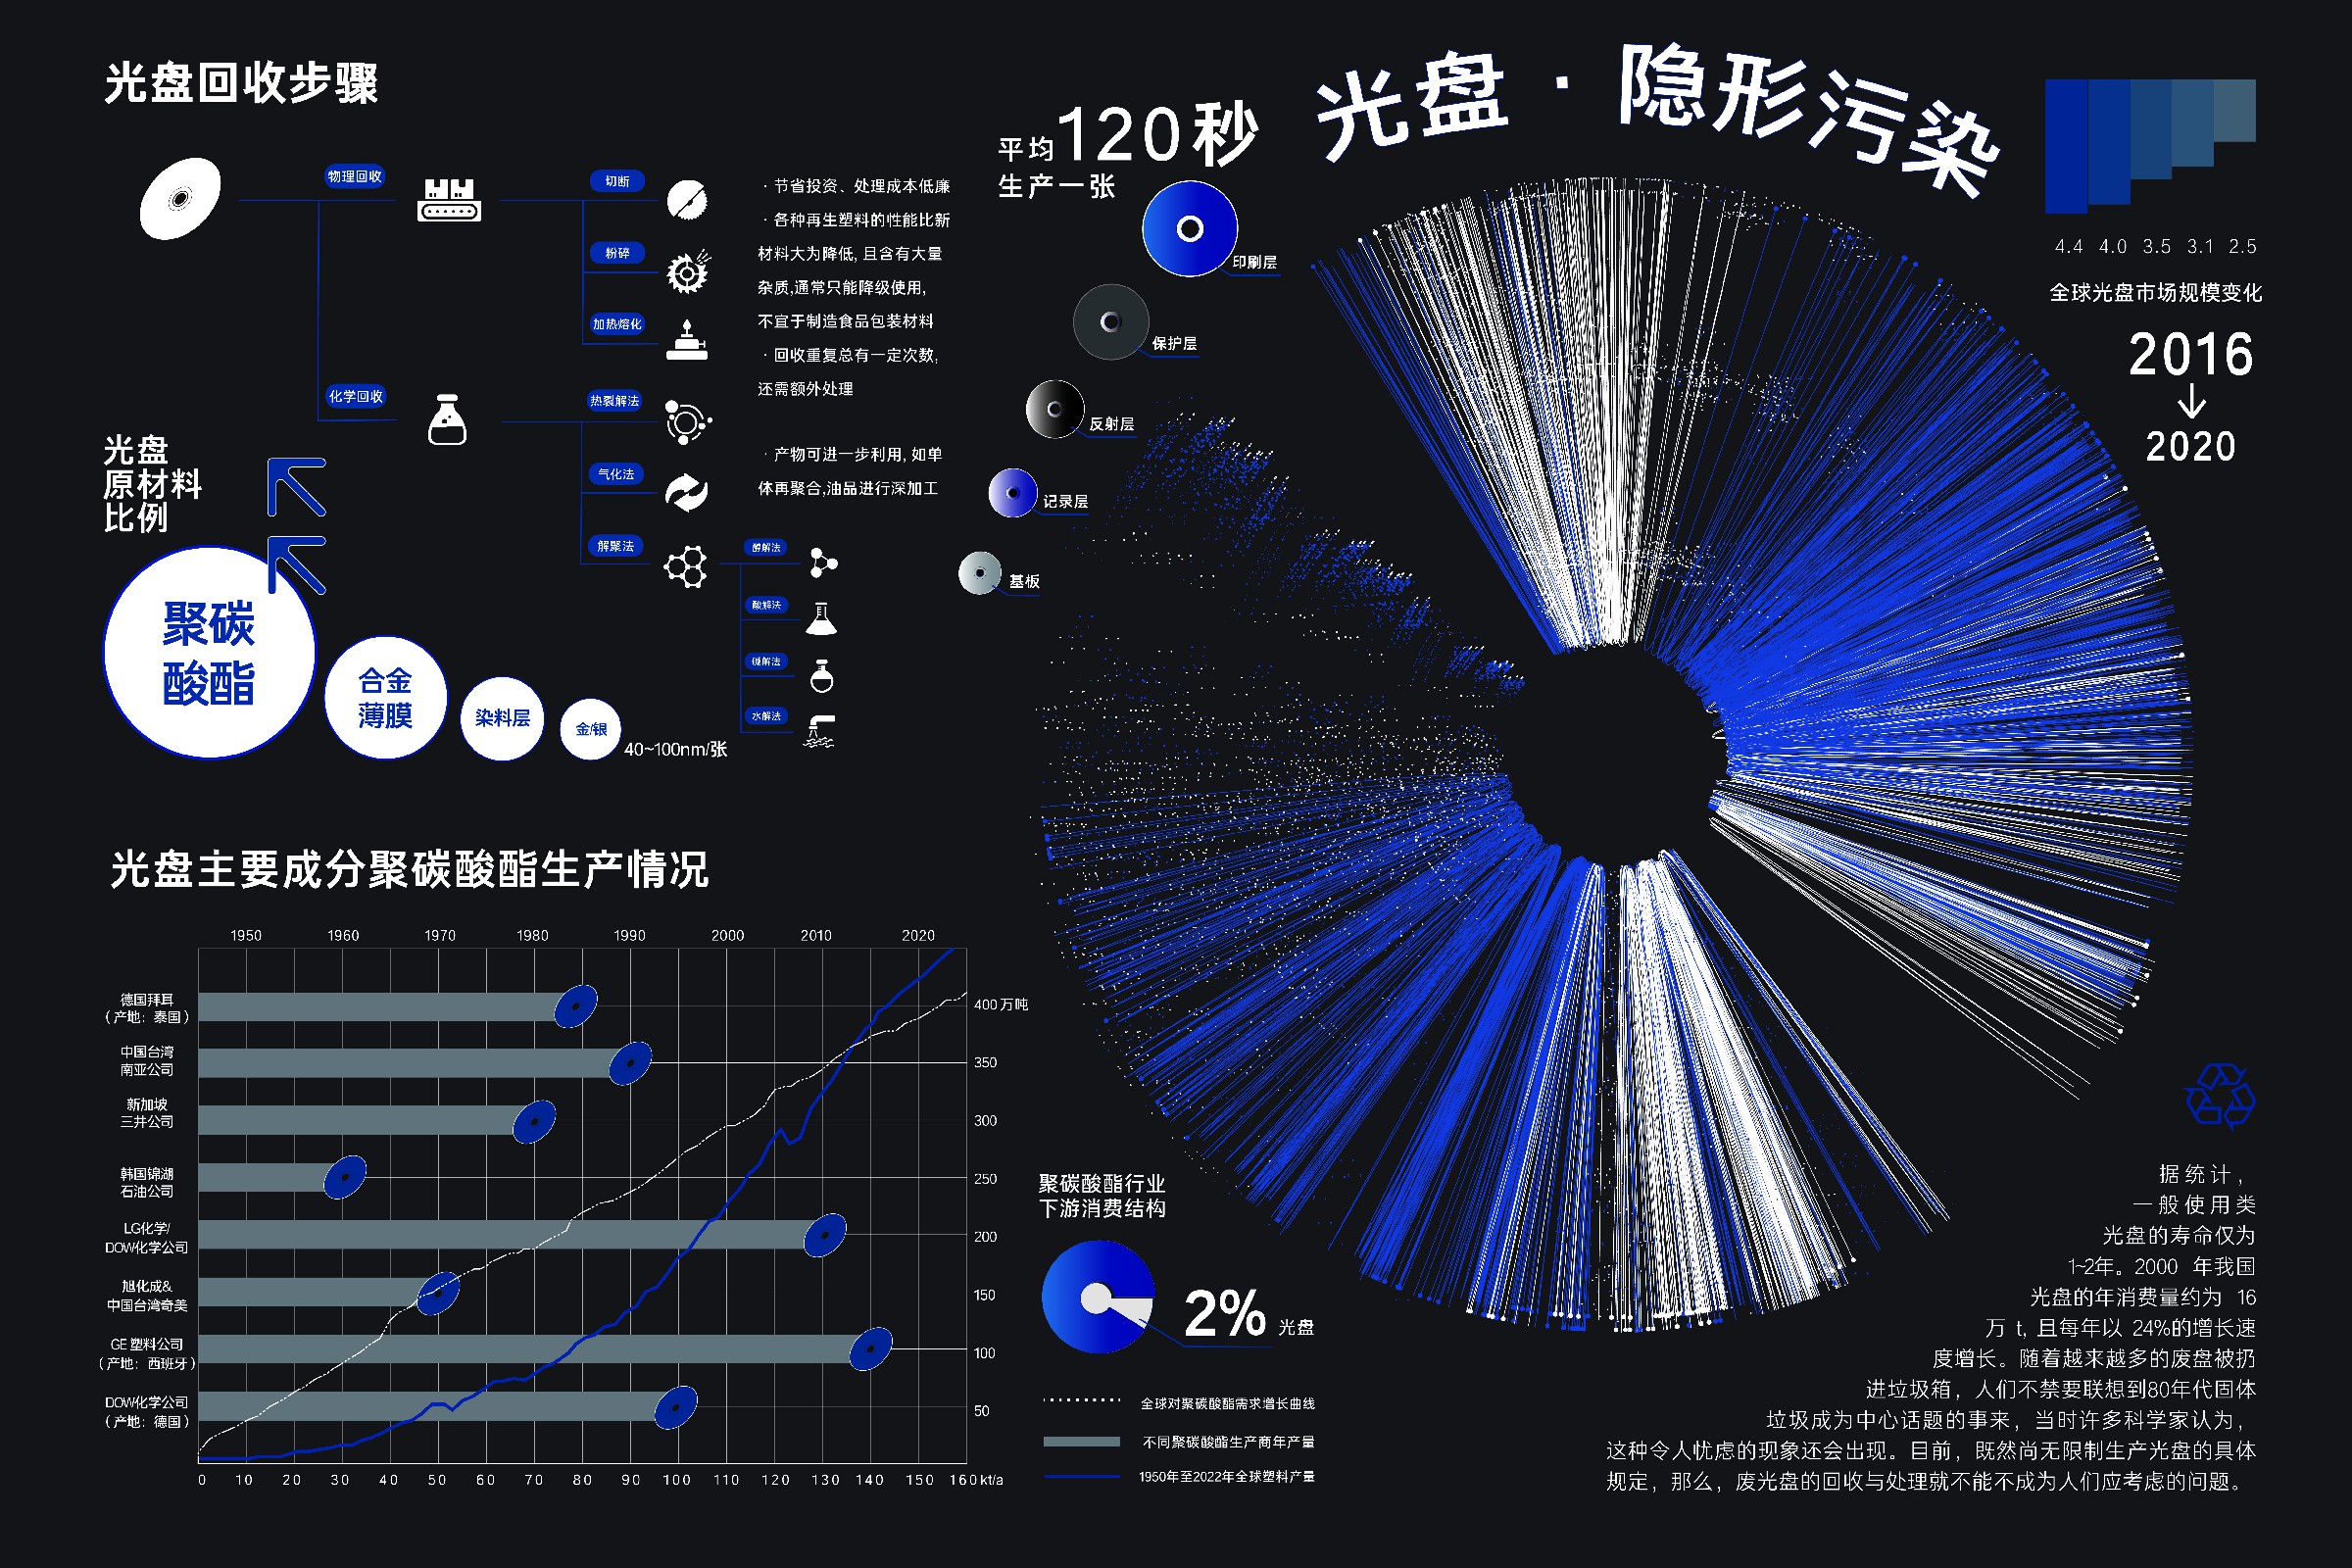 光盘·隐形污染
光盘回收步骤
物理回收
切断
粉碎
加热熔化
· 节省投资、处理成本低廉
· 各种再生塑料的性能比新
材料大为降低, 且含有大量
杂质,通常只能降级使用,
不宜于制造食品包装材料
· 回收重复总有一定次数,
还需额外处理
化学回收
热裂解法
气化法
解聚法
· 产物可进一步利用, 如单
体再聚合,油品进行深加工
醇解法
酸解法
碱解法
水解法
光盘
原材料
比例
聚碳
酸酯
合金
薄膜
染料层
金/银
40~100nm/张
平均120秒
生产一张
印刷层
保护层
反射层
记录层
基板
4.4 4.0 3.5 3.1 2.5
全球光盘市场规模变化
2016
2020
光盘主要成分聚碳酸酯生产情况
1950 1960 1970 1980 1990 2000 2010 2020
德国拜耳
（产地：泰国）
中国台湾
南亚公司
新加坡
三井公司
韩国锦湖
石油公司
LG化学/
DOW化学公司
旭化成&
中国台湾奇美
GE 塑料公司
（产地：西班牙）
DOW化学公司
（产地：德国）
400 万吨
350
300
250
200
150
100
50
0 10 20 30 40 50 60 70 80 90 100 110 120 130 140 150 160 kt/a
聚碳酸酯行业
下游消费结构
2% 光盘
全球对聚碳酸酯需求增长曲线
不同聚碳酸酯生产商年产量
1950年至2022年全球塑料产量
据统计，
一般使用类
光盘的寿命仅为
1~2年。2000 年我国
光盘的年消费量约为 16
万 t, 且每年以 24%的增长速
度增长。随着越来越多的废盘被扔
进垃圾箱，人们不禁要联想到80年代固体
垃圾成为中心话题的事来，当时许多科学家认为，
这种令人忧虑的现象还会出现。目前，既然尚无限制生产光盘的具体
规定，那么，废光盘的回收与处理就不能不成为人们应考虑的问题。